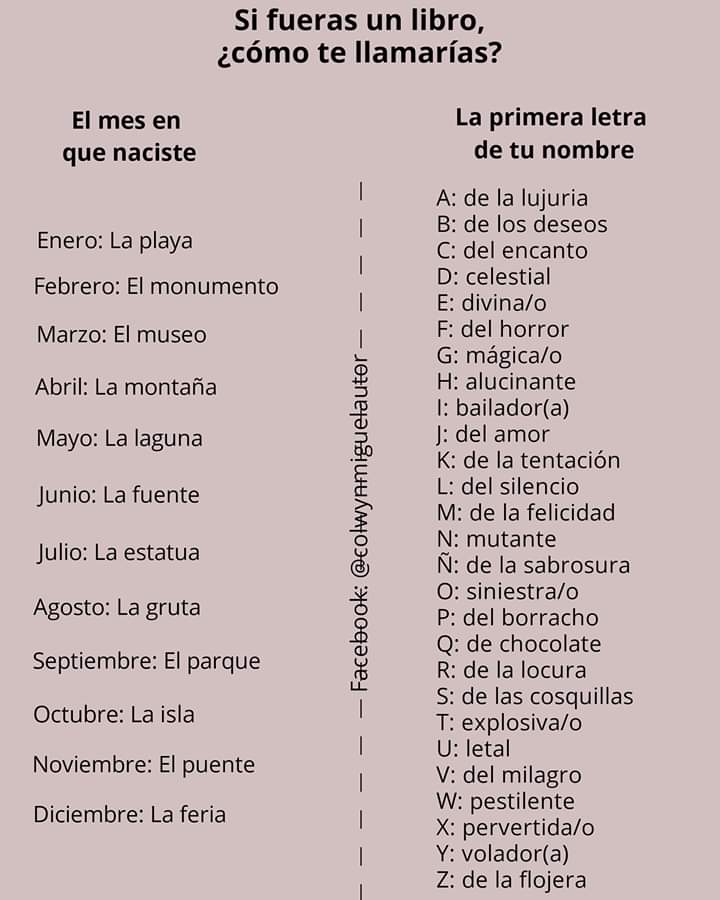 Si fueras un libro,
¿cómo te llamarías?
El mes en
que naciste
Enero: La playa
Febrero: El monumento
Marzo: El museo
Abril: La montaña
Mayo: La laguna
Junio: La fuente
Julio: La estatua
Agosto: La gruta
Septiembre: El parque
Octubre: La isla
Noviembre: El puente
Diciembre: La feria
Facebook: @colwynnmiguelautor
La primera letra
de tu nombre
A: de la lujuria
B: de los deseos
C: del encanto
D: celestial
E: divina/o
F: del horror
G: mágica/o
H: alucinante
I: bailador(a)
J: del amor
K: de la tentación
L: del silencio
M: de la felicidad
N: mutante
Ñ: de la sabrosura
O: siniestra/o
P: del borracho
Q: de chocolate
R: de la locura
S: de las cosquillas
T: explosiva/o
U: letal
V: del milagro
W: pestilente
X: pervertida/o
Y: volador(a)
Z: de la flojera